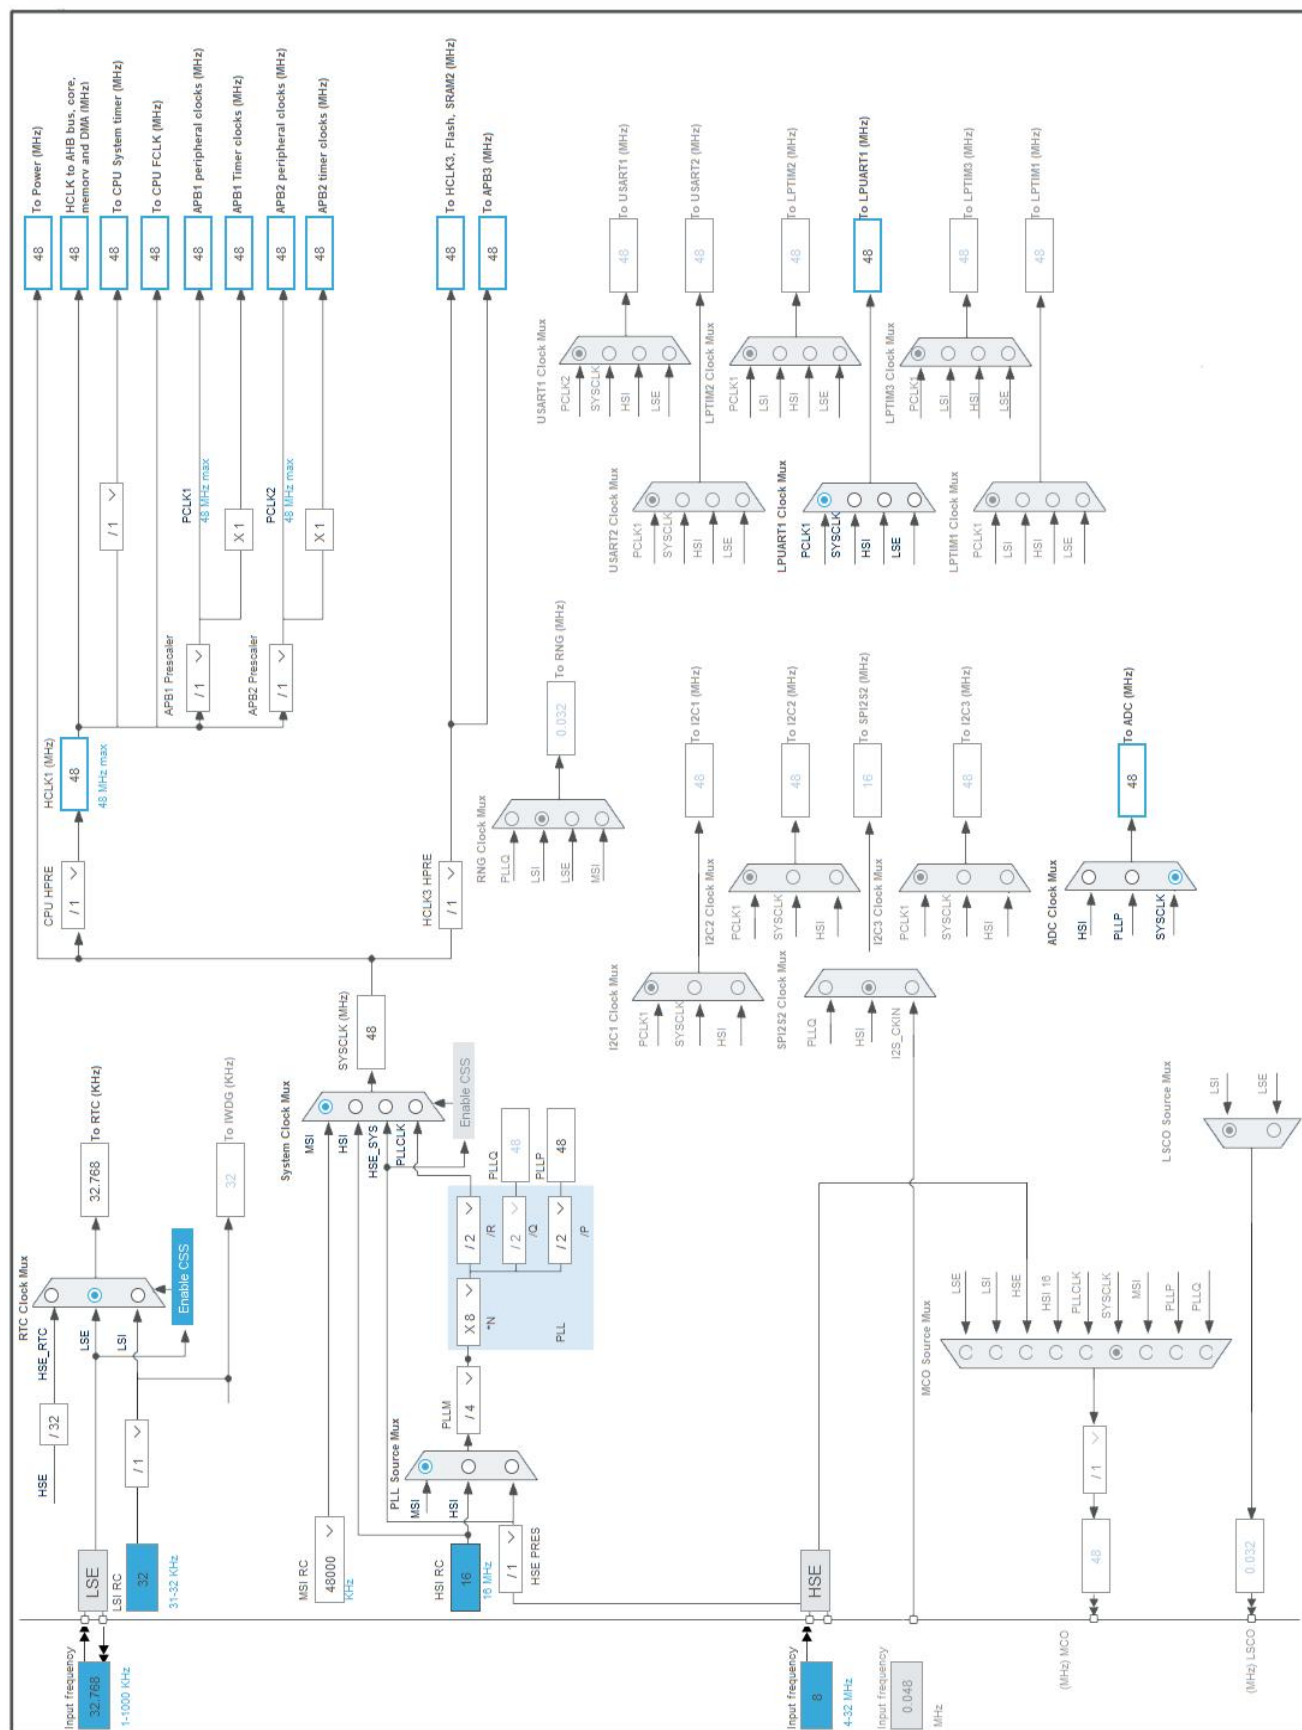 Input frequency
32.768
1-1000 KHz
LSE
LSI RC
32
31-32 KHz
HSE
/ 32
HSE_RTC
LSE
/ 1
LSI
RTC Clock Mux
Enable CSS
32.768
To RTC (KHz)
32
To IWDG (KHz)
MSI RC
48000
KHz
HSI RC
16
16 MHz
/ 1
HSE PRES
PLL Source Mux
MSI
HSI
PLLM
/ 4
X 8
*N
PLL
/ 2
/R
/ 2
/Q
/ 2
/P
PLLQ
48
PLLP
48
System Clock Mux
MSI
HSI
HSE_SYS
PLLCLK
Enable CSS
SYSCLK (MHz)
48
CPU HPRE
/ 1
HCLK1 (MHz)
48
48 MHz max
HCLK3 HPRE
/ 1
/ 1
APB1 Prescaler
/ 1
PCLK1
48 MHz max
X 1
APB2 Prescaler
/ 1
PCLK2
48 MHz max
X 1
48
To Power (MHz)
48
HCLK to AHB bus, core,
memory and DMA (MHz)
48
To CPU System timer (MHz)
48
To CPU FCLK (MHz)
48
APB1 peripheral clocks (MHz)
48
APB1 Timer clocks (MHz)
48
APB2 peripheral clocks (MHz)
48
APB2 timer clocks (MHz)
48
To HCLK3, Flash, SRAM2 (MHz)
48
To APB3 (MHz)
RNG Clock Mux
PLLQ
LSI
LSE
MSI
0.032
To RNG (MHz)
USART1 Clock Mux
PCLK2
SYSCLK
HSI
LSE
48
To USART1 (MHz)
USART2 Clock Mux
PCLK1
SYSCLK
HSI
LSE
48
To USART2 (MHz)
LPTIM2 Clock Mux
PCLK1
LSI
HSI
LSE
48
To LPTIM2 (MHz)
LPUART1 Clock Mux
PCLK1
SYSCLK
HSI
LSE
48
To LPUART1 (MHz)
LPTIM3 Clock Mux
PCLK1
LSI
HSI
LSE
48
To LPTIM3 (MHz)
LPTIM1 Clock Mux
PCLK1
LSI
HSI
LSE
48
To LPTIM1 (MHz)
I2C1 Clock Mux
PCLK1
SYSCLK
HSI
48
To I2C1 (MHz)
I2C2 Clock Mux
PCLK1
SYSCLK
HSI
48
To I2C2 (MHz)
SPI2S2 Clock Mux
PLLQ
HSI
I2S_CKIN
16
To SPI2S2 (MHz)
I2C3 Clock Mux
PCLK1
SYSCLK
HSI
48
To I2C3 (MHz)
ADC Clock Mux
HSI
PLLP
SYSCLK
48
To ADC (MHz)
Input frequency
8
4-32 MHz
HSE
Input frequency
0.048
MHz
MCO Source Mux
LSE
LSI
HSE
HSI 16
PLLCLK
SYSCLK
MSI
PLLP
PLLQ
/ 1
48
(MHz) MCO
LSCO Source Mux
LSI
LSE
0.032
(MHz) LSCO